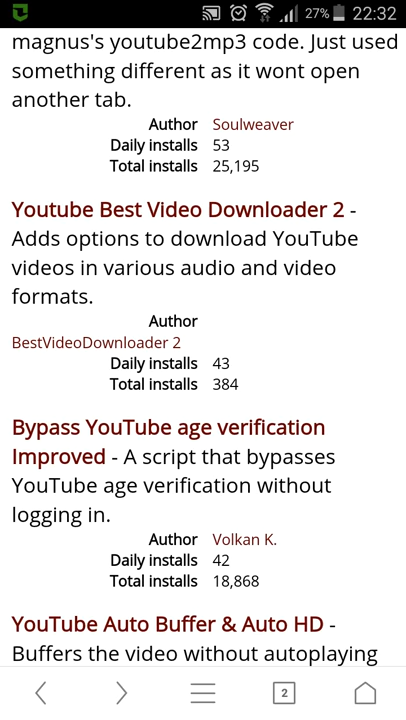 27% 22:32
magnus's youtube2mp3 code. Just used
something different as it wont open
another tab.
Author Soulweaver
Daily installs 53
Total installs 25,195
Youtube Best Video Downloader 2 -
Adds options to download YouTube
videos in various audio and video
formats.
Author
BestVideoDownloader 2
Daily installs 43
Total installs 384
Bypass YouTube age verification
Improved - A script that bypasses
YouTube age verification without
logging in.
Author Volkan K.
Daily installs 42
Total installs 18,868
YouTube Auto Buffer & Auto HD -
Buffers the video without autoplaying
2